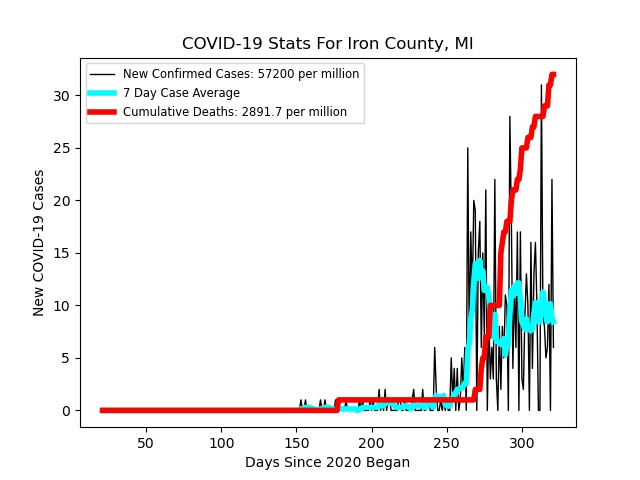 COVID-19 Stats For Iron County, MI
New Confirmed Cases: 57200 per million
7 Day Case Average
Cumulative Deaths: 2891.7 per million
New COVID-19 Cases
30
25
20
15
10
5
0
50 100 150 200 250 300
Days Since 2020 Began